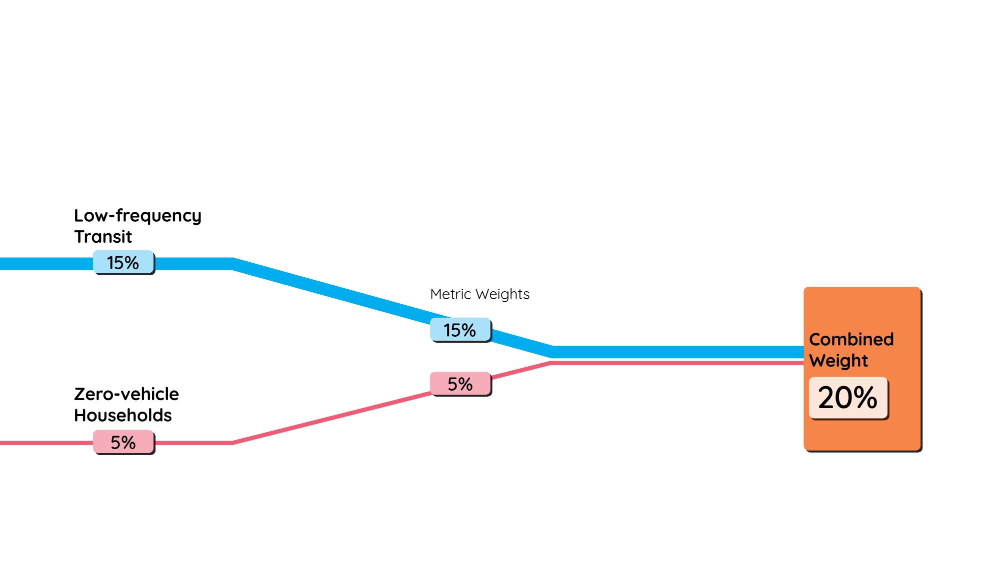 Low-frequency
Transit
15%
Metric Weights
15%
Combined
Weight
20%
5%
Zero-vehicle
Households
5%